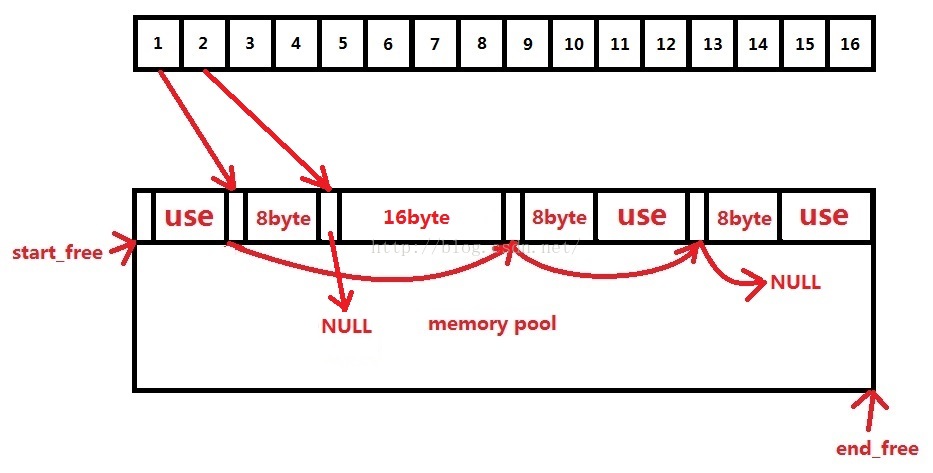 1 2 3 4 5 6 7 8 9 10 11 12 13 14 15 16
use 8byte 16byte 8byte use 8byte use
http://blog.csdn.net/
start_free
NULL
NULL memory pool
end_free